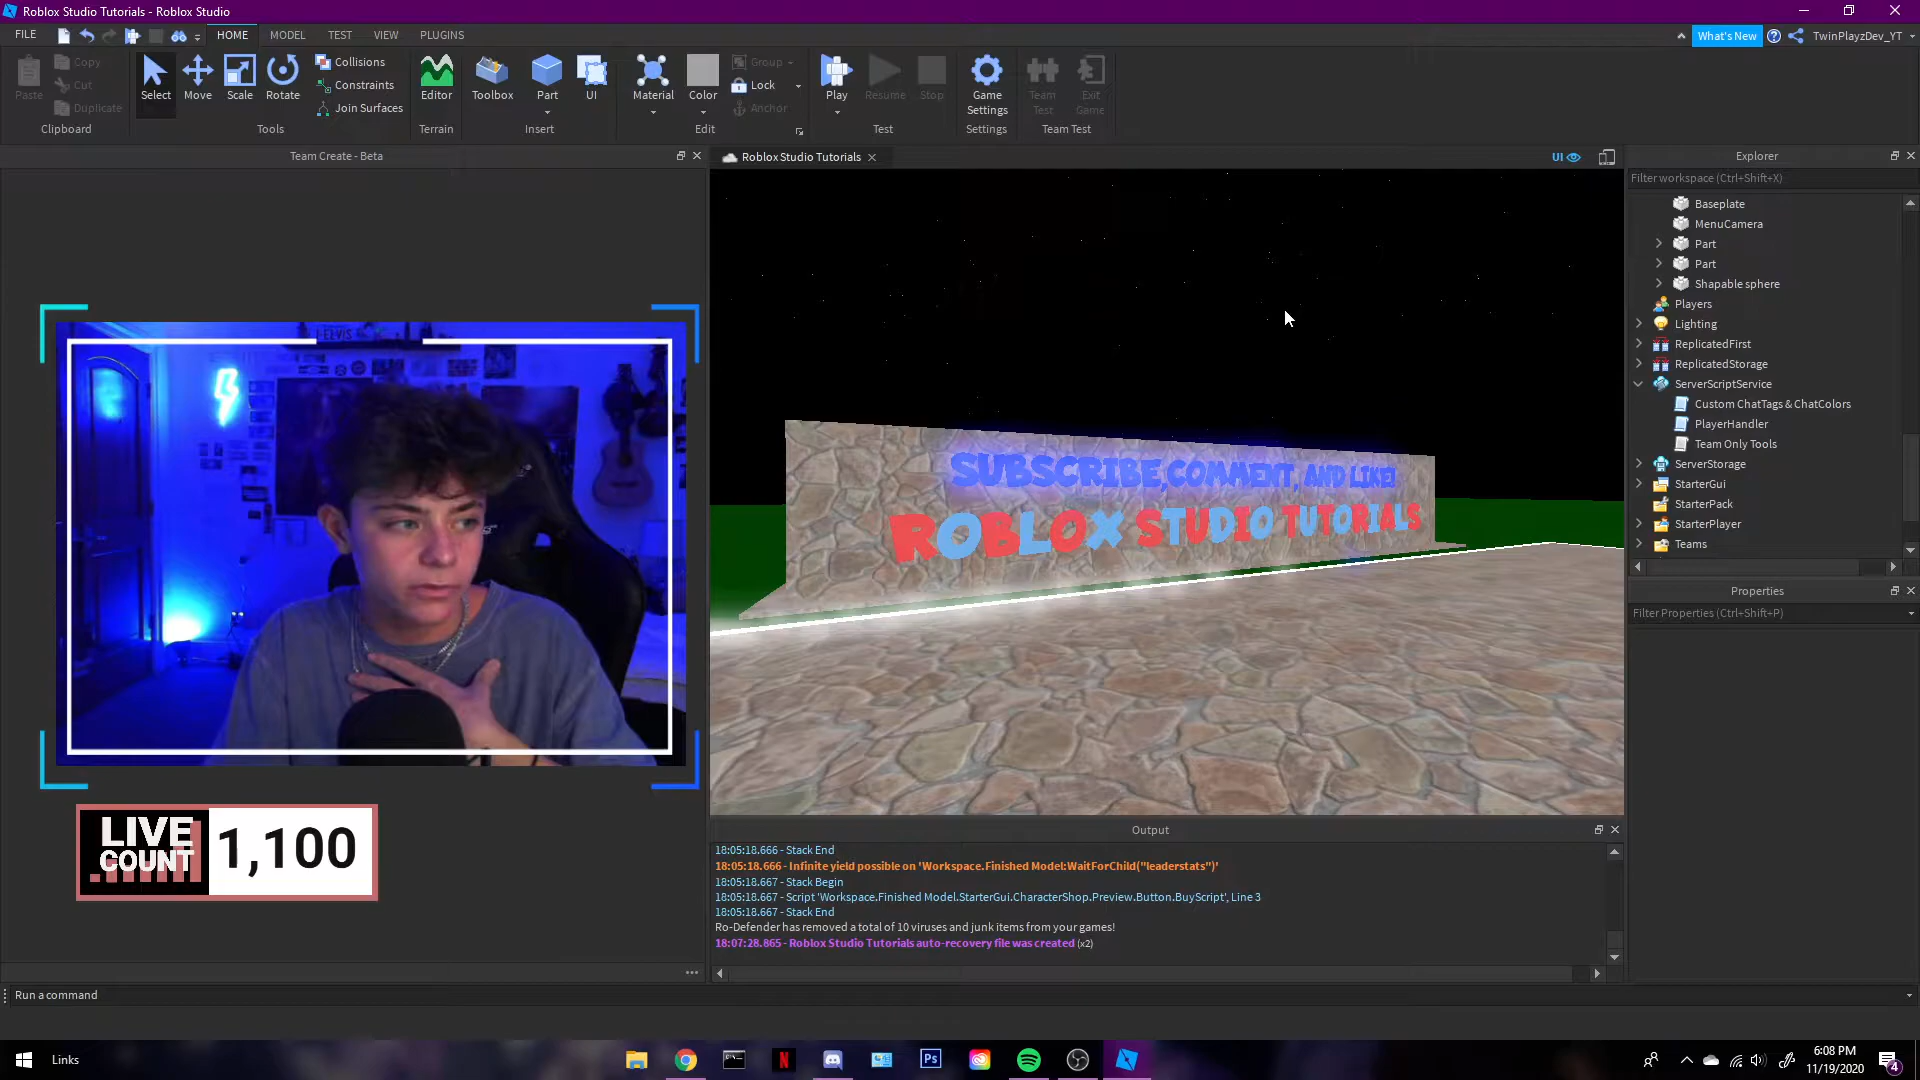 Roblox Studio Tutorials - Roblox Studio
FILE HOME MODEL TEST VIEW PLUGINS What's New TwinPlayzDev_YT
Paste Copy Cut Duplicate Clipboard
Select Move Scale Rotate Collisions Constraints Join Surfaces Tools
Editor Terrain
Toolbox Part UI Insert
Material Color Group Lock Anchor Edit
Play Resume Stop Test
Game Settings Settings
Team Test Exit Game Team Test
Team Create - Beta
Roblox Studio Tutorials
UI
Explorer
Filter workspace (Ctrl+Shift+X)
Baseplate
MenuCamera
Part
Part
Shapable sphere
Players
Lighting
ReplicatedFirst
ReplicatedStorage
ServerScriptService
Custom ChatTags & ChatColors
PlayerHandler
Team Only Tools
ServerStorage
StarterGui
StarterPack
StarterPlayer
Teams
Properties
Filter Properties (Ctrl+Shift+P)
SUBSCRIBE,COMMENT, AND LIKE!
ROBLOX STUDIO TUTORIALS
LIVE
COUNT
1,100
Output
18:05:18.666 - Stack End
18:05:18.666 - Infinite yield possible on 'Workspace.Finished Model:WaitForChild("leaderstats")'
18:05:18.667 - Stack Begin
18:05:18.667 - Script 'Workspace.Finished Model.StarterGui.CharacterShop.Preview.Button.BuyScript', Line 3
18:05:18.667 - Stack End
Ro-Defender has removed a total of 10 viruses and junk items from your games!
18:07:28.865 - Roblox Studio Tutorials auto-recovery file was created (x2)
Run a command
Links
Ps
6:08 PM
11/19/2020
4